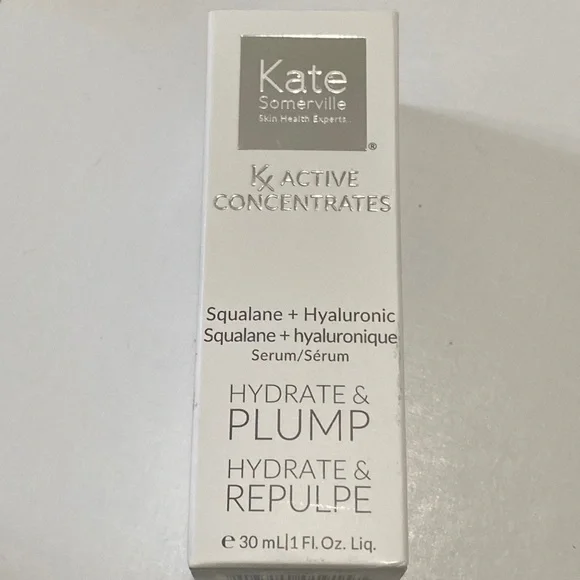 Kate
Somerville
Skin Health Experts
®
Kx ACTIVE
CONCENTRATES
Squalane + Hyaluronic
Squalane + hyaluronique
Serum/Sérum
HYDRATE &
PLUMP
HYDRATE &
REPULPE
℮ 30 mL|1 Fl. Oz. Liq.